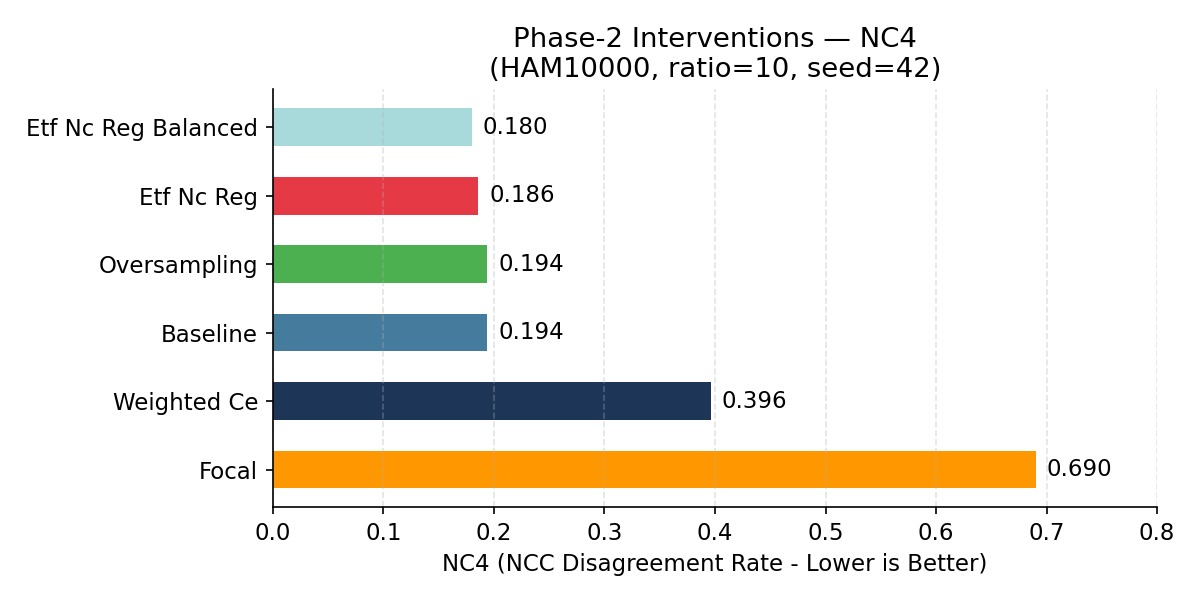 Phase-2 Interventions — NC4
(HAM10000, ratio=10, seed=42)
Etf Nc Reg Balanced 0.180
Etf Nc Reg 0.186
Oversampling 0.194
Baseline 0.194
Weighted Ce 0.396
Focal 0.690
0.0 0.1 0.2 0.3 0.4 0.5 0.6 0.7 0.8
NC4 (NCC Disagreement Rate - Lower is Better)